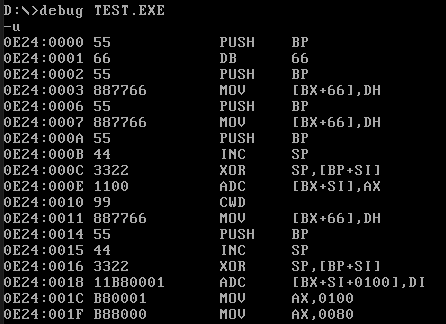 D:\>debug TEST.EXE
-u
0E24:0000 55 PUSH BP
0E24:0001 66 DB 66
0E24:0002 55 PUSH BP
0E24:0003 887766 MOV [BX+66],DH
0E24:0006 55 PUSH BP
0E24:0007 887766 MOV [BX+66],DH
0E24:000A 55 PUSH BP
0E24:000B 44 INC SP
0E24:000C 3322 XOR SP,[BP+SI]
0E24:000E 1100 ADC [BX+SI],AX
0E24:0010 99 CWD
0E24:0011 887766 MOV [BX+66],DH
0E24:0014 55 PUSH BP
0E24:0015 44 INC SP
0E24:0016 3322 XOR SP,[BP+SI]
0E24:0018 11B80001 ADC [BX+SI+0100],DI
0E24:001C B80001 MOV AX,0100
0E24:001F B88000 MOV AX,0080